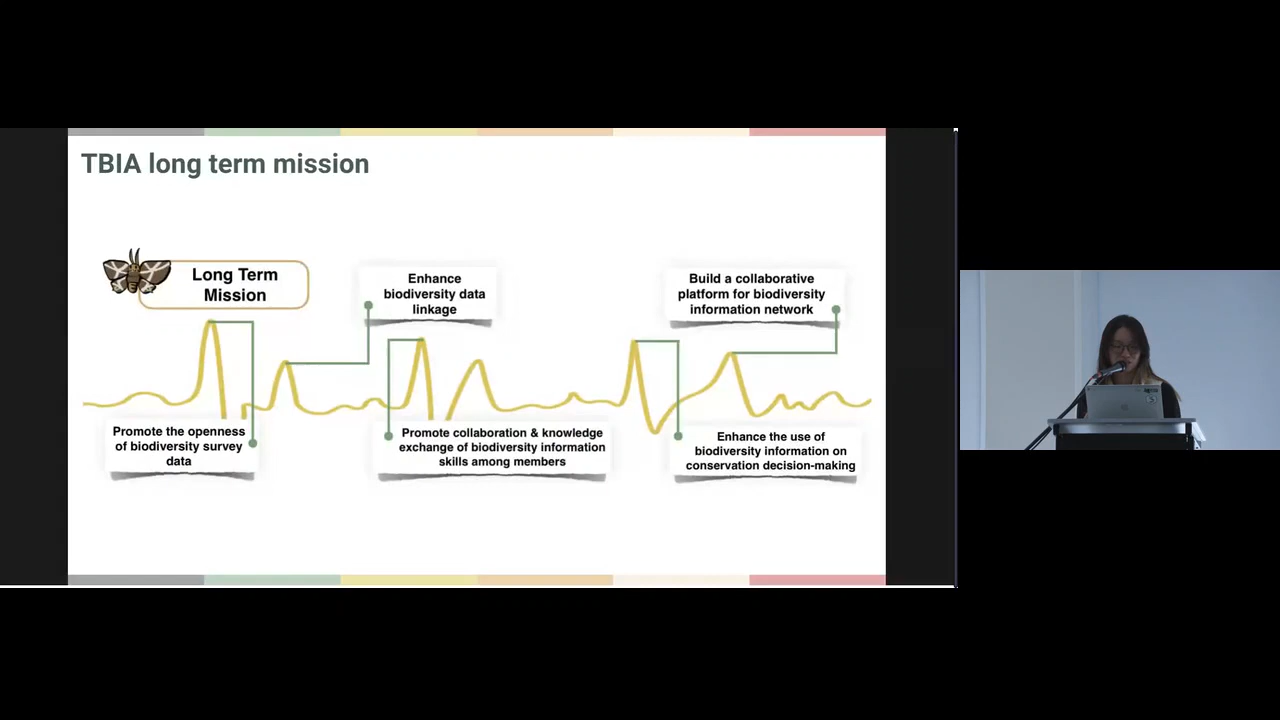 TBIA long term mission
Long Term
Mission
Enhance
biodiversity data
linkage
Build a collaborative
platform for biodiversity
information network
Promote the openness
of biodiversity survey
data
Promote collaboration & knowledge
exchange of biodiversity information
skills among members
Enhance the use of
biodiversity information on
conservation decision-making